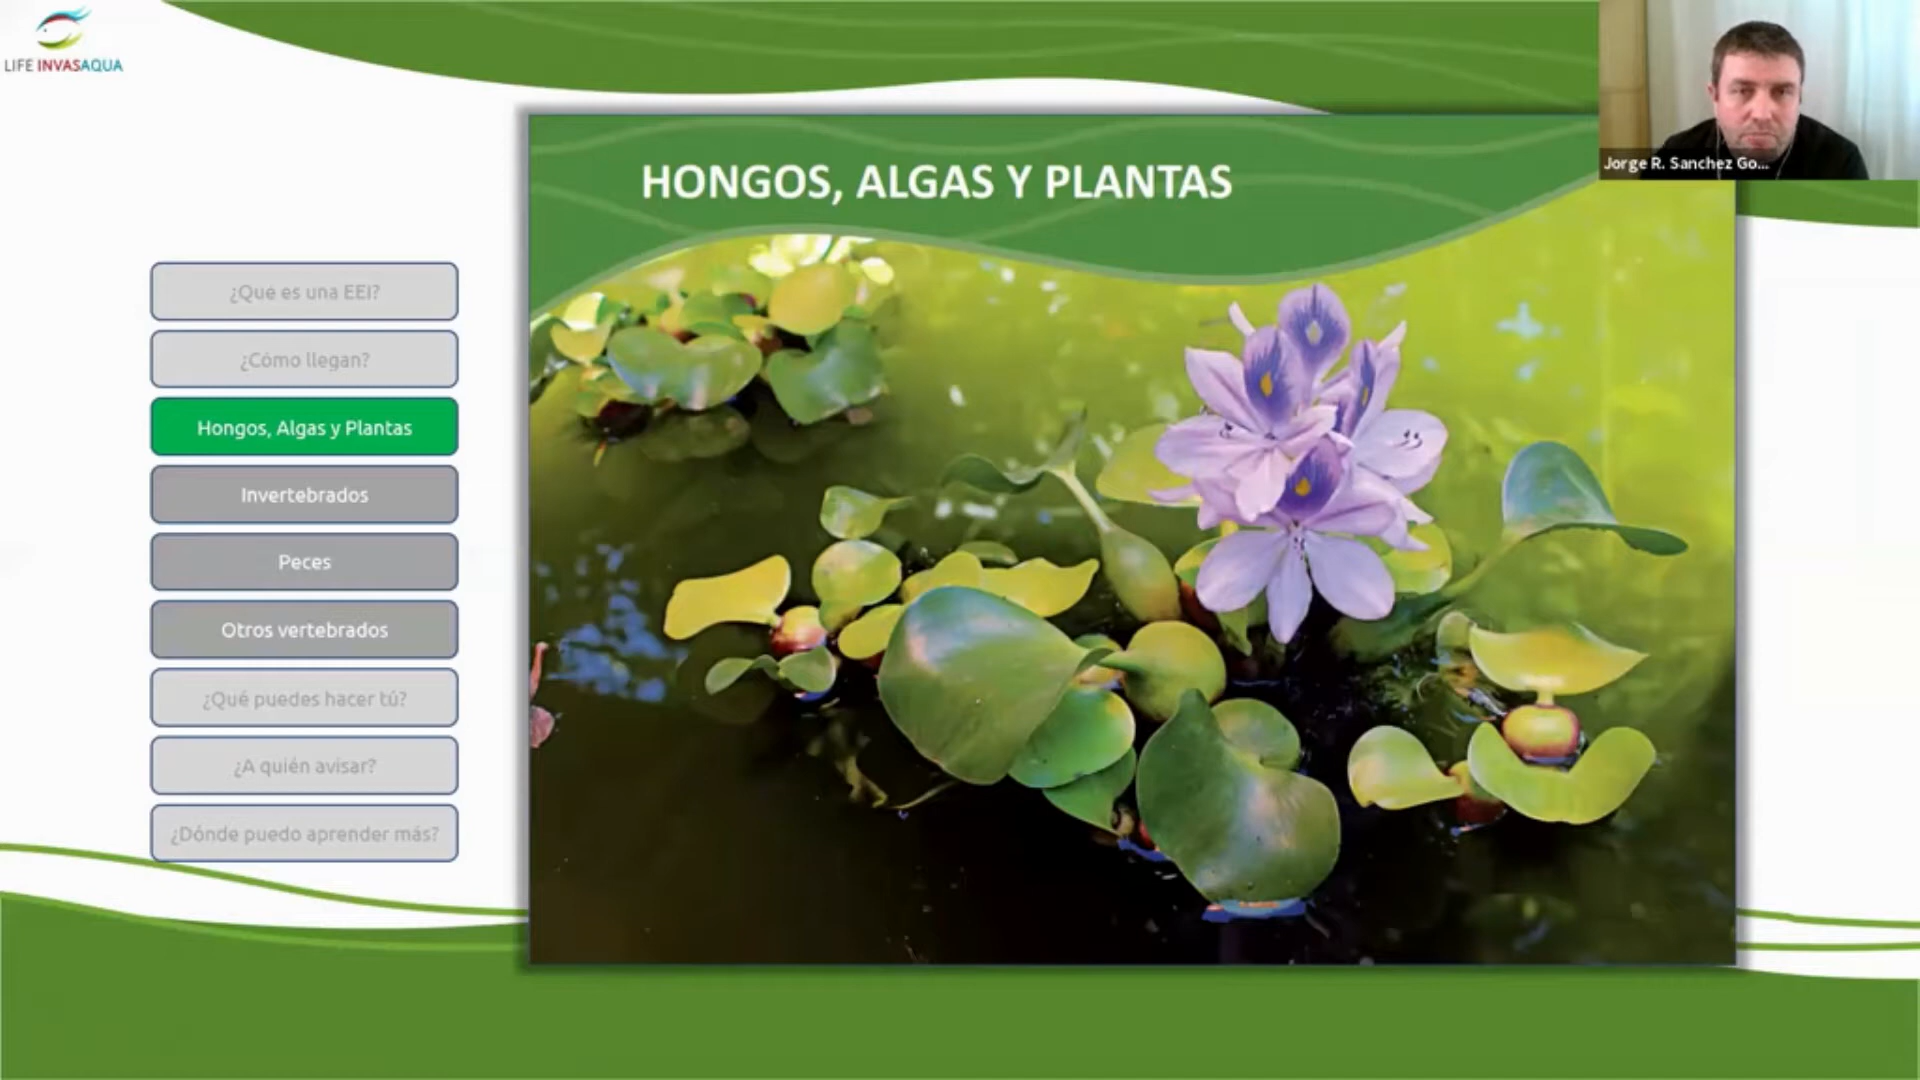 LIFE INVASAQUA
HONGOS, ALGAS Y PLANTAS
Jorge R. Sanchez Go...
¿Que es una EEI?
¿Cómo llegan?
Hongos, Algas y Plantas
Invertebrados
Peces
Otros vertebrados
¿Qué puedes hacer tú?
¿A quién avisar?
¿Dónde puedo aprender más?